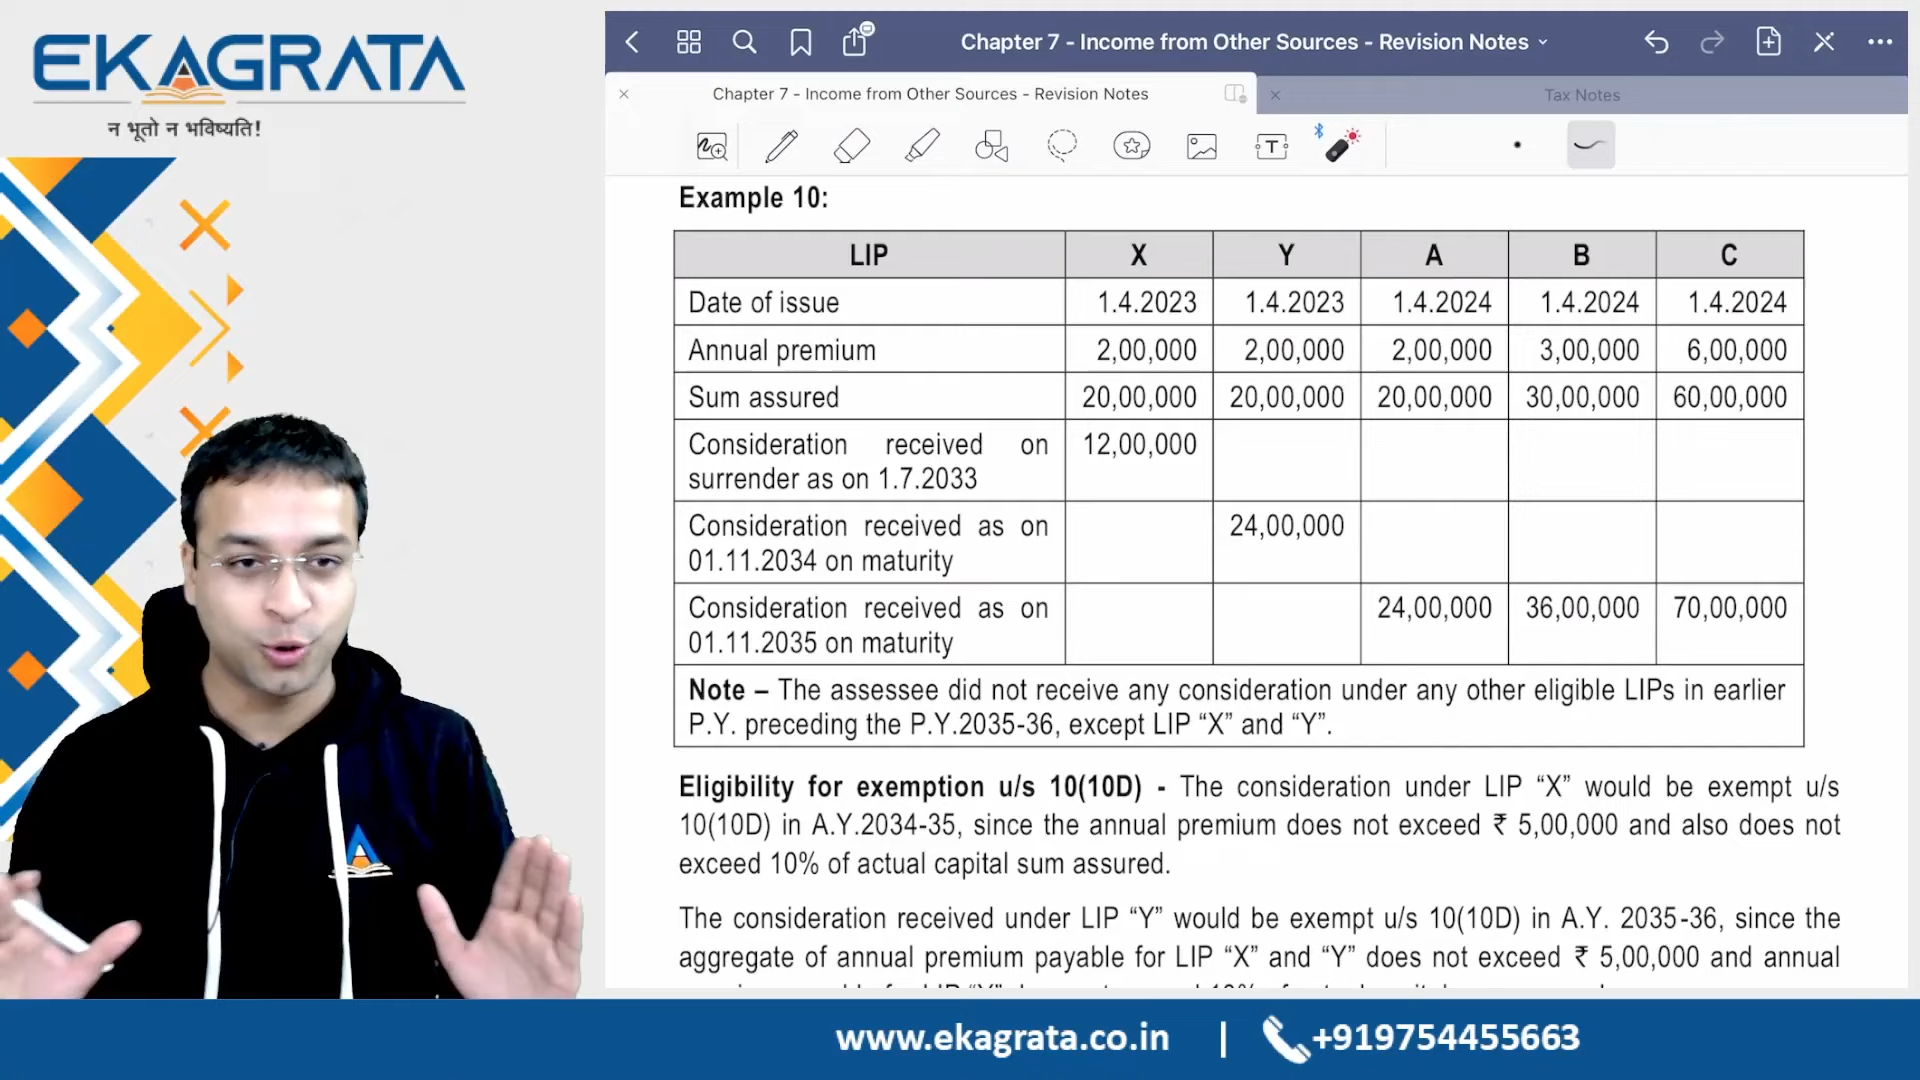 EKAGRATA
न भूतो न भविष्यति!
Chapter 7 - Income from Other Sources - Revision Notes
Chapter 7 - Income from Other Sources - Revision Notes
Tax Notes
Example 10:
LIP X Y A B C
Date of issue 1.4.2023 1.4.2023 1.4.2024 1.4.2024 1.4.2024
Annual premium 2,00,000 2,00,000 2,00,000 3,00,000 6,00,000
Sum assured 20,00,000 20,00,000 20,00,000 30,00,000 60,00,000
Consideration received on 12,00,000
surrender as on 1.7.2033
Consideration received as on 24,00,000
01.11.2034 on maturity
Consideration received as on 24,00,000 36,00,000 70,00,000
01.11.2035 on maturity
Note – The assessee did not receive any consideration under any other eligible LIPs in earlier
P.Y. preceding the P.Y.2035-36, except LIP “X” and “Y”.
Eligibility for exemption u/s 10(10D) - The consideration under LIP “X” would be exempt u/s
10(10D) in A.Y.2034-35, since the annual premium does not exceed ₹ 5,00,000 and also does not
exceed 10% of actual capital sum assured.
The consideration received under LIP “Y” would be exempt u/s 10(10D) in A.Y. 2035-36, since the
aggregate of annual premium payable for LIP “X” and “Y” does not exceed ₹ 5,00,000 and annual
www.ekagrata.co.in | +919754455663